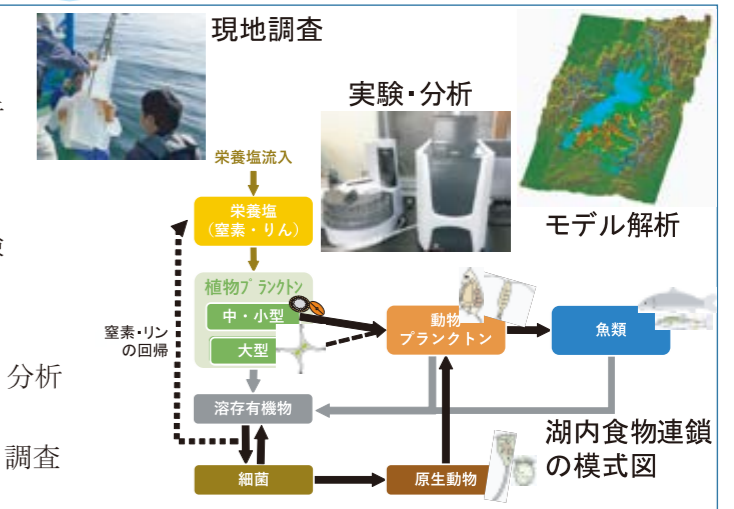 現地調査
実験・分析
モデル解析
栄養塩流入
栄養塩
(窒素・りん)
植物プランクトン
中・小型
大型
動物
プランクトン
魚類
窒素・リン
の回帰
分析
溶存有機物
調査
細菌
原生動物
湖内食物連鎖
の模式図